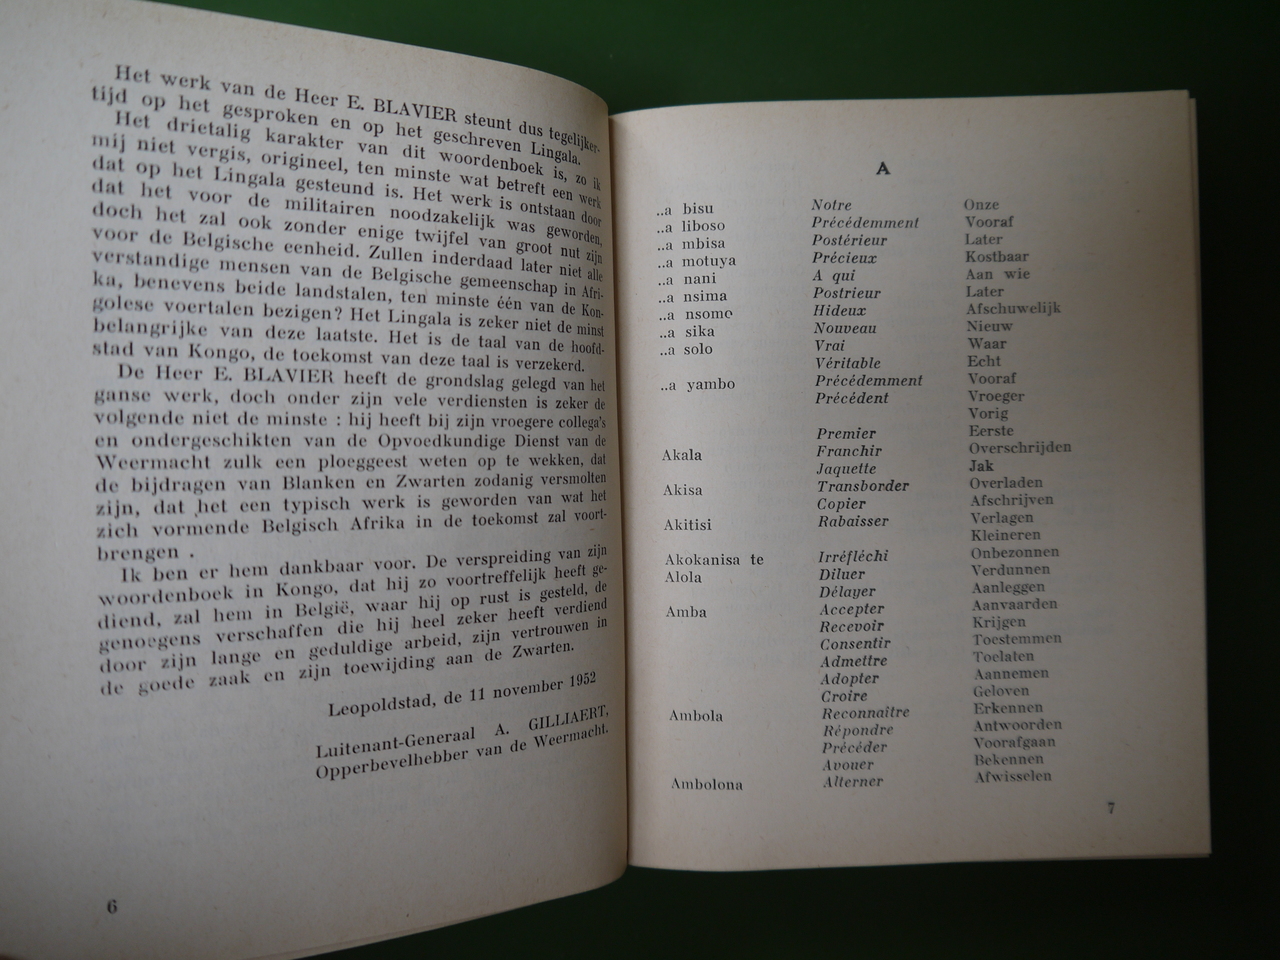 Het werk van de Heer E. BLAVIER steunt dus tegelijker-
tijd op het gesproken en op het geschreven Lingala.
Het drietalig karakter van dit woordenboek is, zo ik
mij niet vergis, origineel, ten minste wat betreft een werk
dat op het Lingala gesteund is. Het werk is ontstaan door
dat het voor de militairen noodzakelijk was geworden,
doch het zal ook zonder enige twijfel van groot nut zijn
voor de Belgische eenheid. Zullen inderdaad later niet alle
verstandige mensen van de Belgische gemeenschap in Afri-
ka, benevens beide landstalen, ten minste één van de Kon-
golese voertalen bezigen? Het Lingala is zeker niet de minst
belangrijke van deze laatste. Het is de taal van de hoofd-
stad van Kongo, de toekomst van deze taal is verzekerd.
De Heer E. BLAVIER heeft de grondslag gelegd van het
ganse werk, doch onder zijn vele verdiensten is zeker de
volgende niet de minste : hij heeft bij zijn vroegere collega's
en ondergeschikten van de Opvoedkundige Dienst van de
Weermacht zulk een ploeggeest weten op te wekken, dat
de bijdragen van Blanken en Zwarten zodanig versmolten
zijn, dat het een typisch werk is geworden van wat het
zich vormende Belgisch Afrika in de toekomst zal voort-
brengen .
Ik ben er hem dankbaar voor. De verspreiding van zijn
woordenboek in Kongo, dat hij zo voortreffelijk heeft ge-
diend, zal hem in België, waar hij op rust is gesteld, de
genoegens verschaffen die hij heel zeker heeft verdiend
door zijn lange en geduldige arbeid, zijn vertrouwen in
de goede zaak en zijn toewijding aan de Zwarten.
Leopoldstad, de 11 november 1952
Luitenant-Generaal A. GILLIAERT,
Opperbevelhebber van de Weermacht.
6
A
..a bisu Notre Onze
..a liboso Précédemment Vooraf
..a mbisa Postérieur Later
..a motuya Précieux Kostbaar
..a nani A qui Aan wie
..a nsima Postrieur Later
..a nsomo Hideux Afschuwelijk
..a sika Nouveau Nieuw
..a solo Vrai Waar
Véritable Echt
..a yambo Précédemment Vooraf
Précédent Vroeger
Vorig
Premier Eerste
Akala Franchir Overschrijden
Jaquette Jak
Akisa Transborder Overladen
Copier Afschrijven
Akitisi Rabaisser Verlagen
Kleineren
Akokanisa te Irréfléchi Onbezonnen
Alola Diluer Verdunnen
Délayer Aanleggen
Amba Accepter Aanvaarden
Recevoir Krijgen
Consentir Toestemmen
Admettre Toelaten
Adopter Aannemen
Croire Geloven
Ambola Reconnaître Erkennen
Répondre Antwoorden
Précéder Voorafgaan
Avouer Bekennen
Ambolona Alterner Afwisselen
7